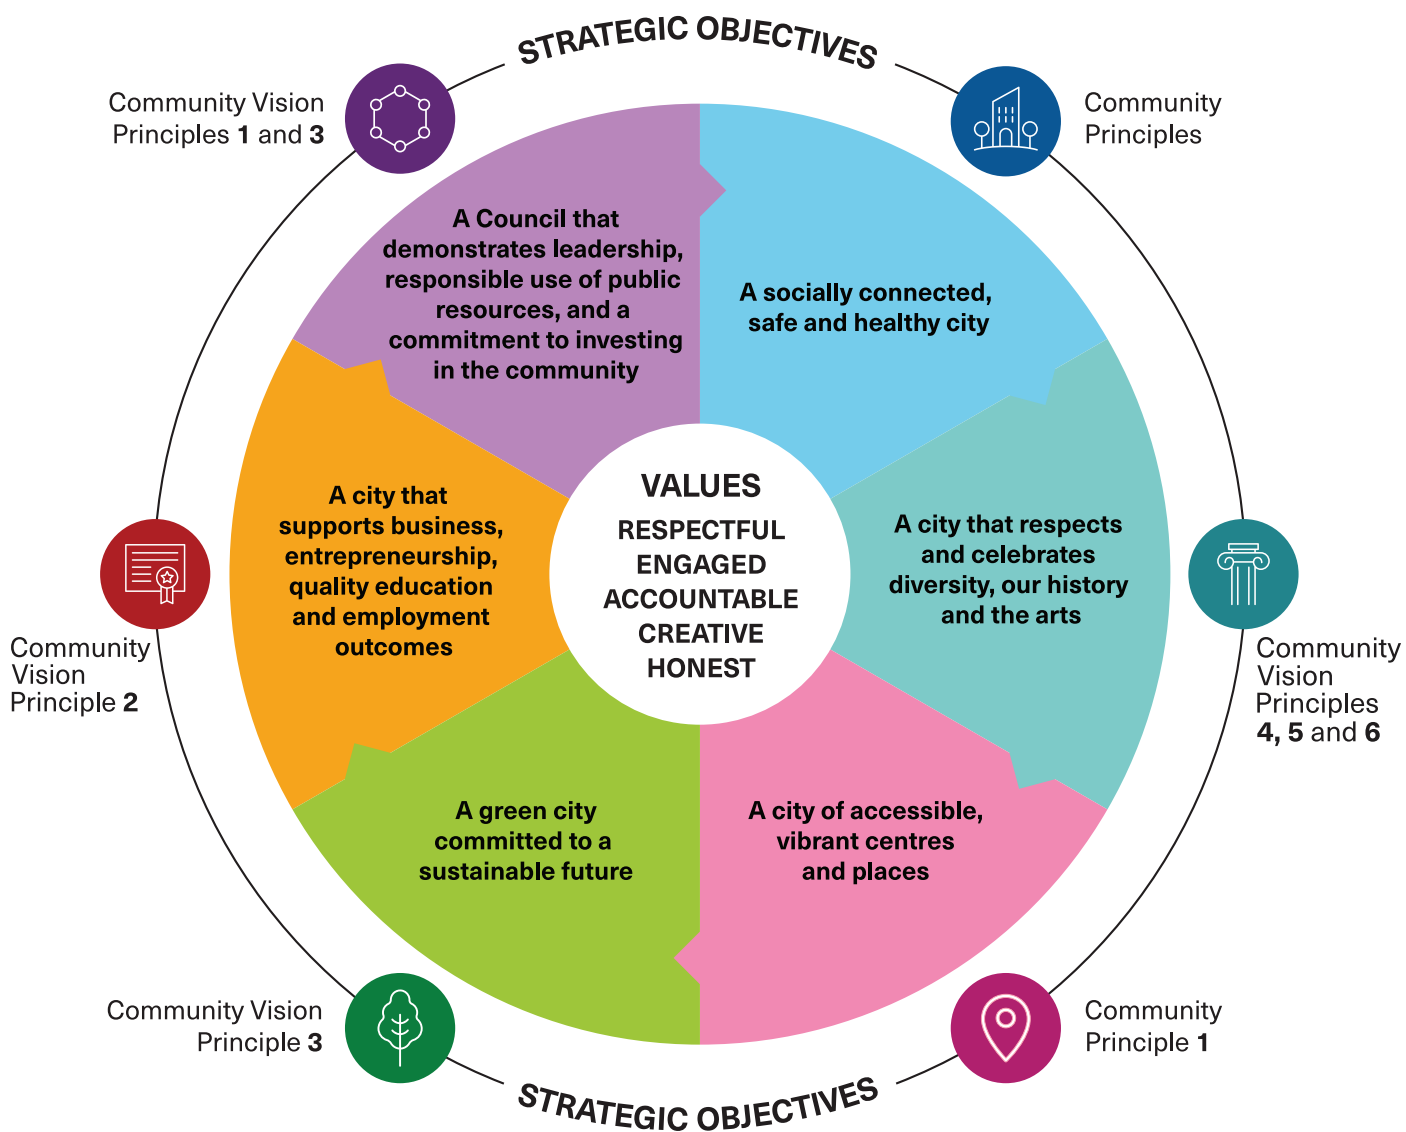 STRATEGIC OBJECTIVES
Community Vision
Principles 1 and 3
Community
Principles
A Council that
demonstrates leadership,
responsible use of public
resources, and a
commitment to investing
in the community
A socially connected,
safe and healthy city
A city that
supports business,
entrepreneurship,
quality education
and employment
outcomes
VALUES
RESPECTFUL
ENGAGED
ACCOUNTABLE
CREATIVE
HONEST
A city that respects
and celebrates
diversity, our history
and the arts
Community
Vision
Principle 2
Community
Vision
Principles
4, 5 and 6
A green city
committed to a
sustainable future
A city of accessible,
vibrant centres
and places
Community Vision
Principle 3
Community
Principle 1
STRATEGIC OBJECTIVES